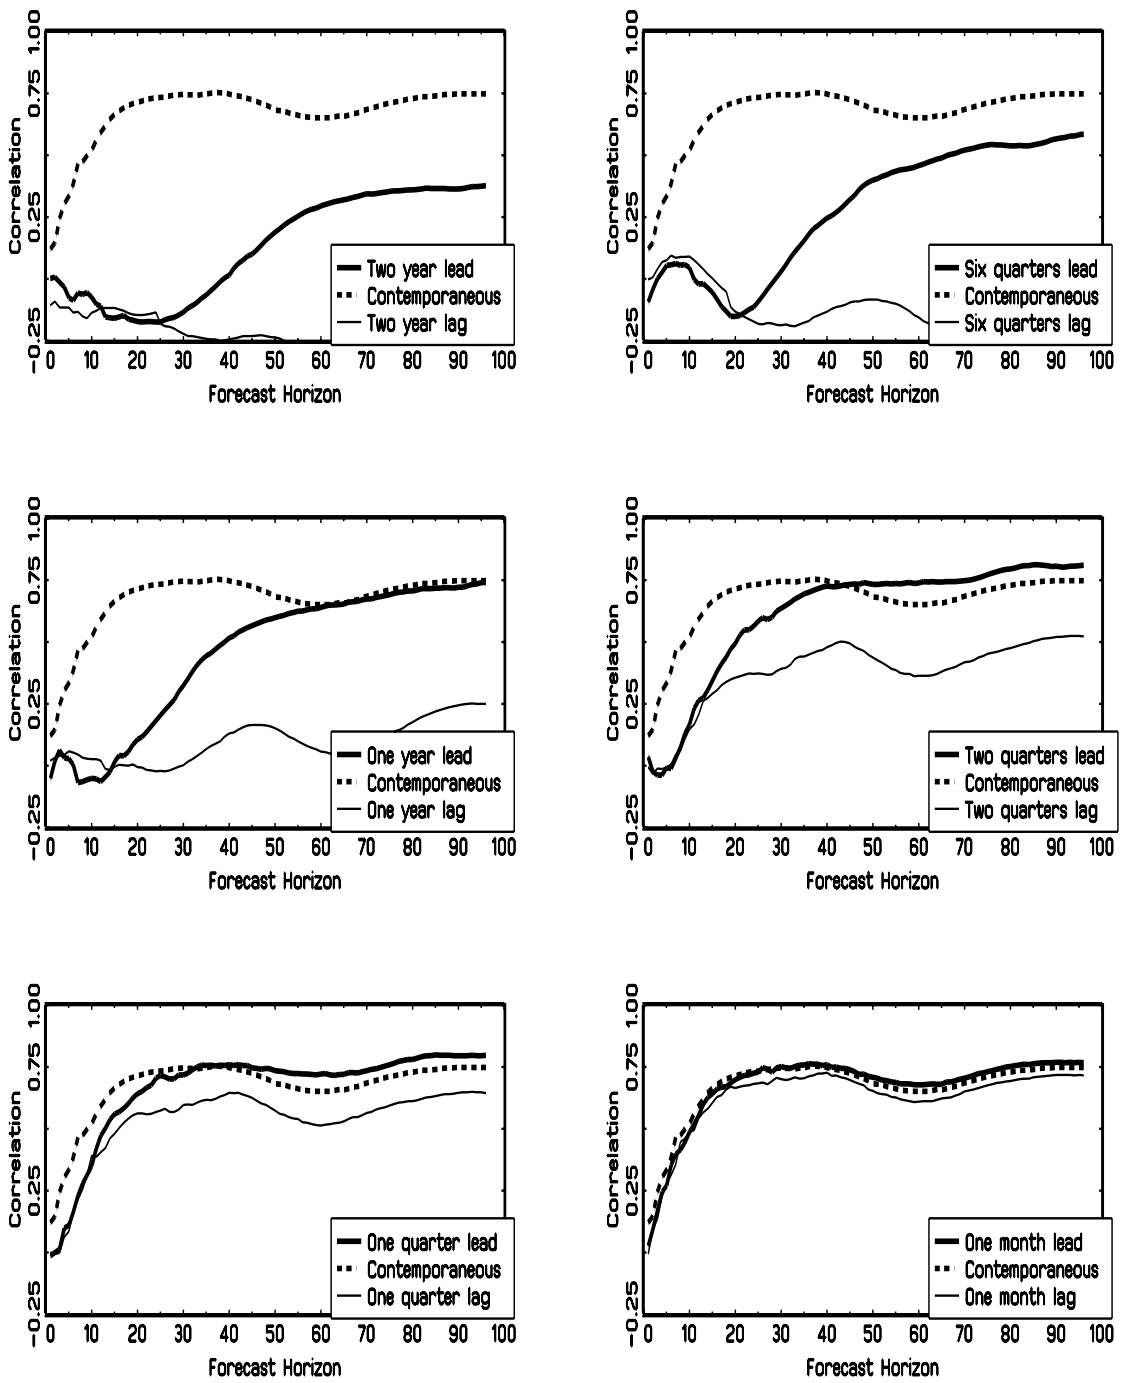 1.00
0.75
0.25
-0.25
Correlation
Two year lead
Contemporaneous
Two year lag
0 10 20 30 40 50 60 70 80 90 100
Forecast Horizon
1.00
0.75
0.25
-0.25
Correlation
Six quarters lead
Contemporaneous
Six quarters lag
0 10 20 30 40 50 60 70 80 90 100
Forecast Horizon
1.00
0.75
0.25
-0.25
Correlation
One year lead
Contemporaneous
One year lag
0 10 20 30 40 50 60 70 80 90 100
Forecast Horizon
1.00
0.75
0.25
-0.25
Correlation
Two quarters lead
Contemporaneous
Two quarters lag
0 10 20 30 40 50 60 70 80 90 100
Forecast Horizon
1.00
0.75
0.25
-0.25
Correlation
One quarter lead
Contemporaneous
One quarter lag
0 10 20 30 40 50 60 70 80 90 100
Forecast Horizon
1.00
0.75
0.25
-0.25
Correlation
One month lead
Contemporaneous
One month lag
0 10 20 30 40 50 60 70 80 90 100
Forecast Horizon